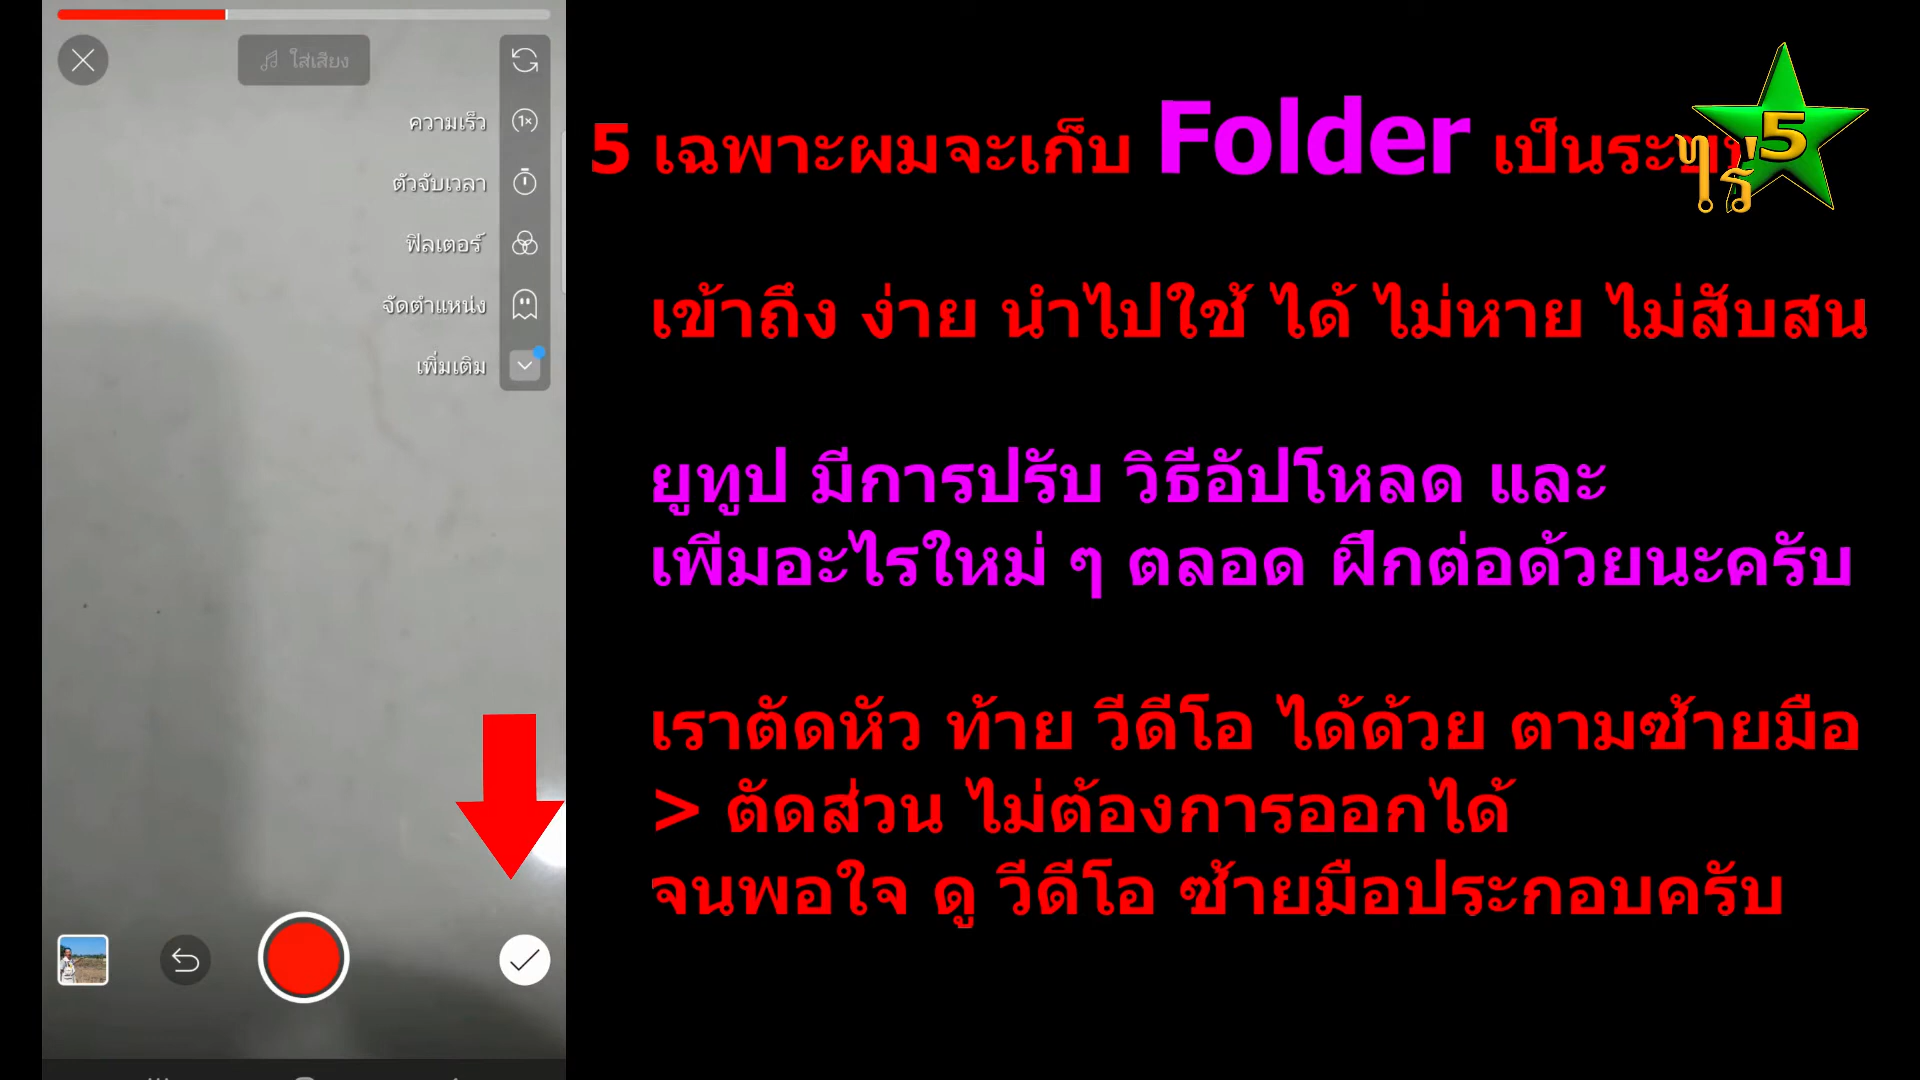 ใส่เสียง
ความเร็ว
1×
ตัวจับเวลา
ฟิลเตอร์
จัดตำแหน่ง
เพิ่มเติม
5 เฉพาะผมจะเก็บ Folder เป็นระบบ
5
ไร่
เข้าถึง ง่าย นำไปใช้ ได้ ไม่หาย ไม่สับสน
ยูทูป มีการปรับ วิธีอัปโหลด และ
เพิ่มอะไรใหม่ ๆ ตลอด ฝึกต่อด้วยนะครับ
เราตัดหัว ท้าย วีดีโอ ได้ด้วย ตามซ้ายมือ
> ตัดส่วน ไม่ต้องการออกได้
จนพอใจ ดู วีดีโอ ซ้ายมือประกอบครับ